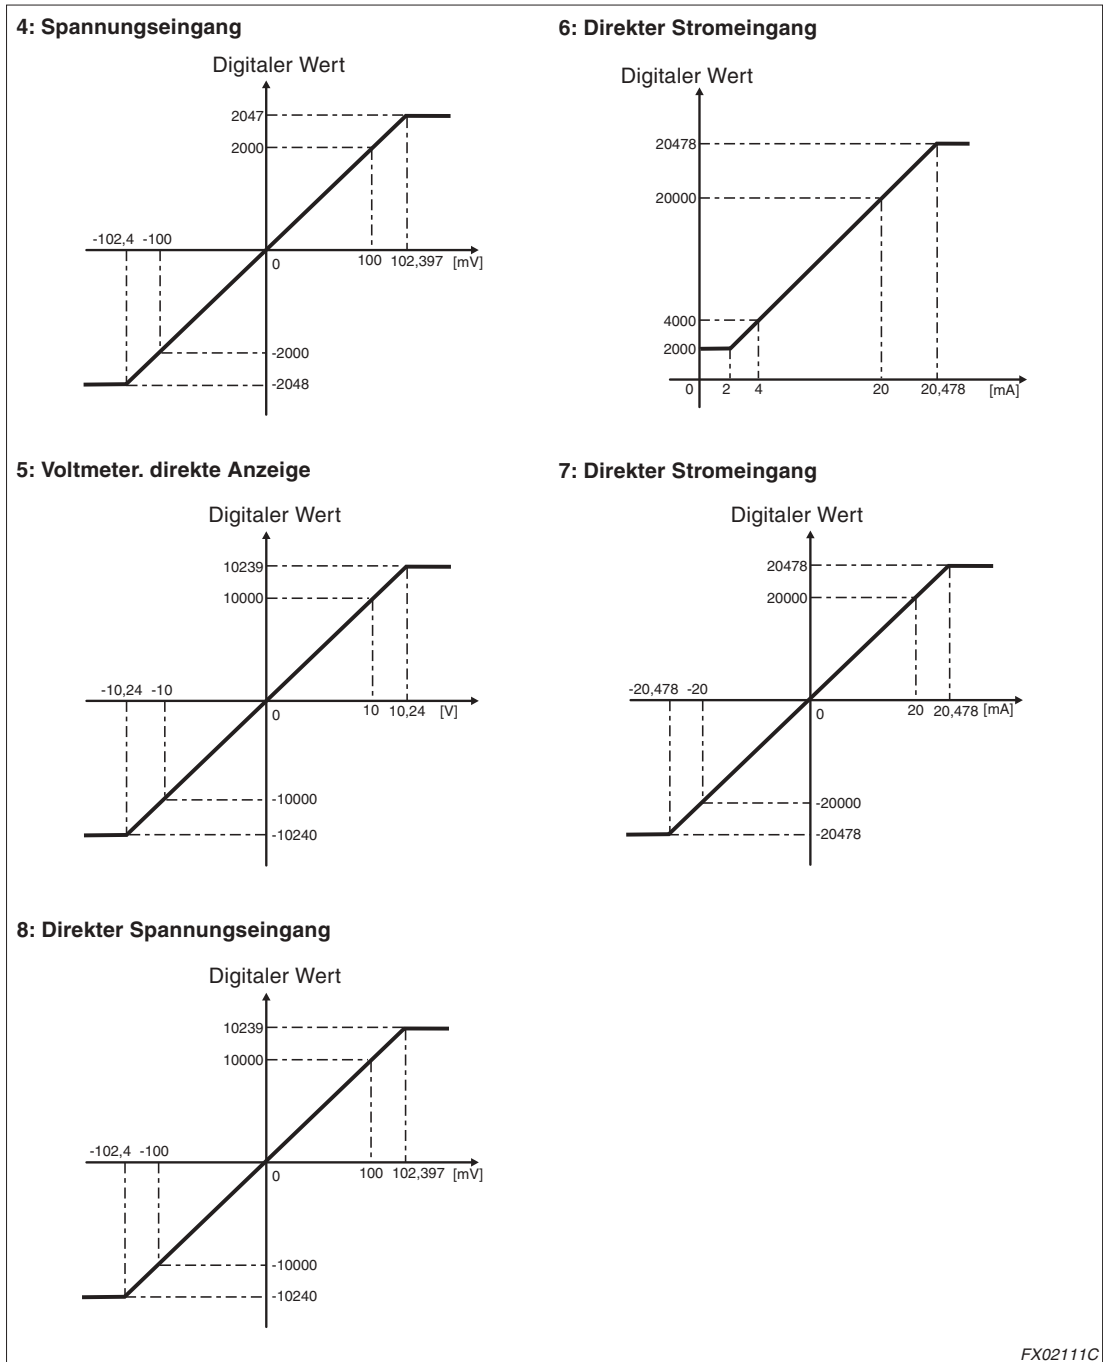 4: Spannungseingang
Digitaler Wert
2047
2000
-102,4 -100
0
100 102,397 [mV]
-2000
-2048
6: Direkter Stromeingang
Digitaler Wert
20478
20000
4000
2000
0 2 4 20 20,478 [mA]
5: Voltmeter. direkte Anzeige
Digitaler Wert
10239
10000
-10,24 -10
0
10 10,24 [V]
-10000
-10240
7: Direkter Stromeingang
Digitaler Wert
20478
20000
-20,478 -20
0
20 20,478 [mA]
-20000
-20478
8: Direkter Spannungseingang
Digitaler Wert
10239
10000
-102,4 -100
0
100 102,397 [mV]
-10000
-10240
FX02111C